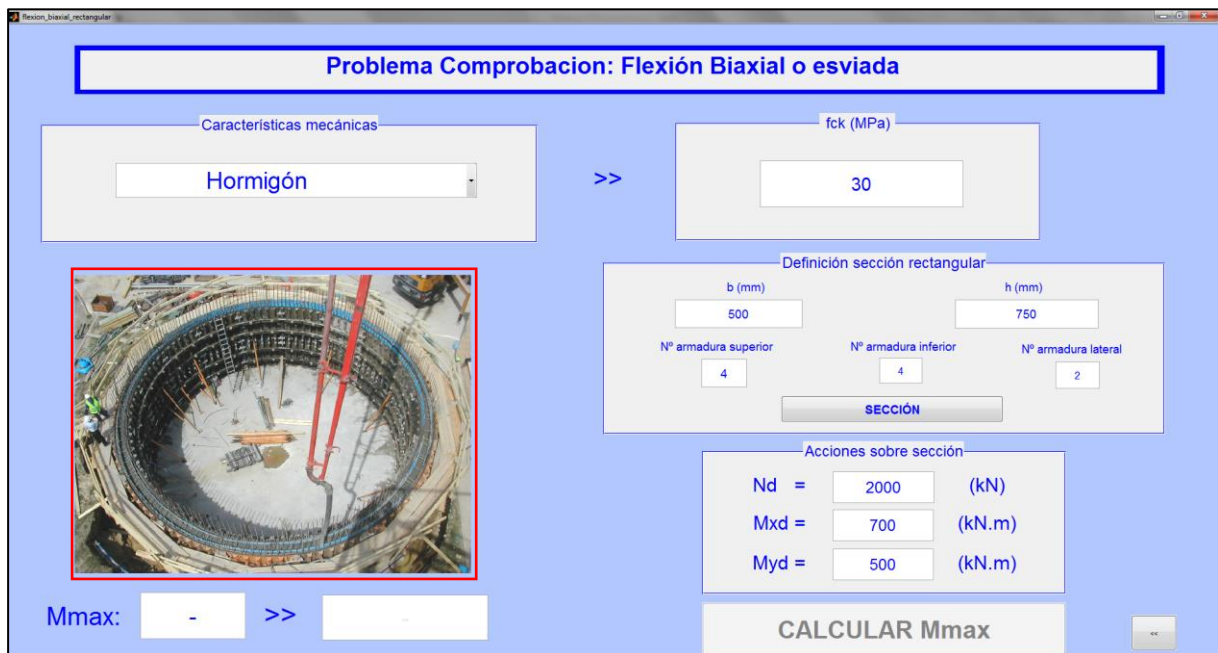 flexion_biaxial_rectangular
Problema Comprobacion: Flexión Biaxial o esviada
Características mecánicas
Hormigón
>>
fck (MPa)
30
Definición sección rectangular
b (mm)
h (mm)
500
750
Nº armadura superior
Nº armadura inferior
Nº armadura lateral
4
4
2
SECCIÓN
Acciones sobre sección
Nd = 2000 (kN)
Mxd = 700 (kN.m)
Myd = 500 (kN.m)
Mmax: - >> --
CALCULAR Mmax
<<